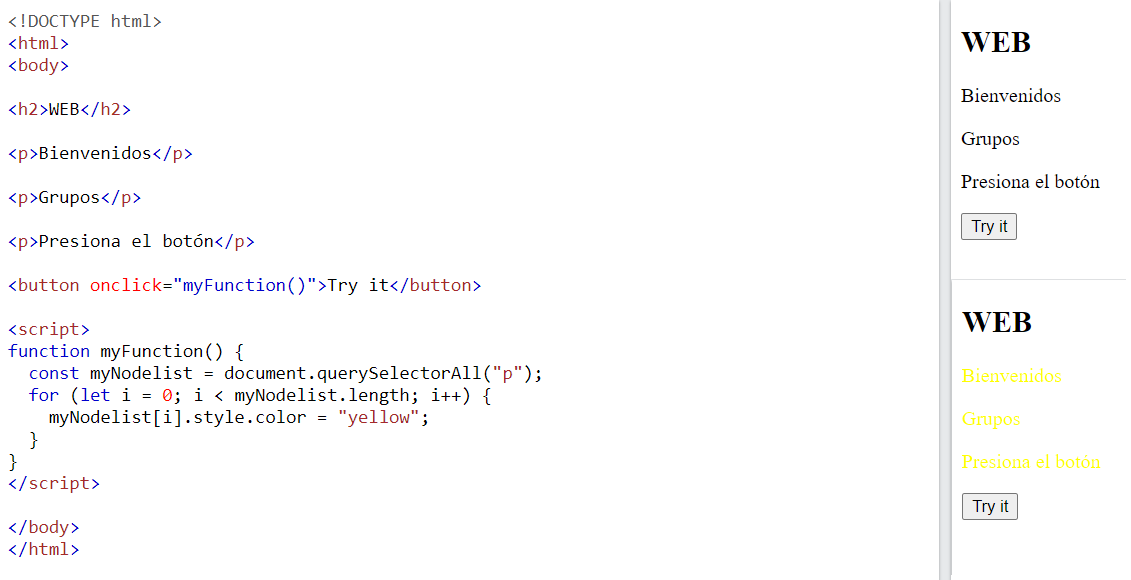 <!DOCTYPE html>
<html>
<body>
<h2>WEB</h2>
<p>Bienvenidos</p>
<p>Grupos</p>
<p>Presiona el botón</p>
<button onclick="myFunction()">Try it</button>
<script>
function myFunction() {
  const myNodelist = document.querySelectorAll("p");
  for (let i = 0; i < myNodelist.length; i++) {
    myNodelist[i].style.color = "yellow";
  }
}
</script>
</body>
</html>
WEB
Bienvenidos
Grupos
Presiona el botón
Try it
WEB
Bienvenidos
Grupos
Presiona el botón
Try it